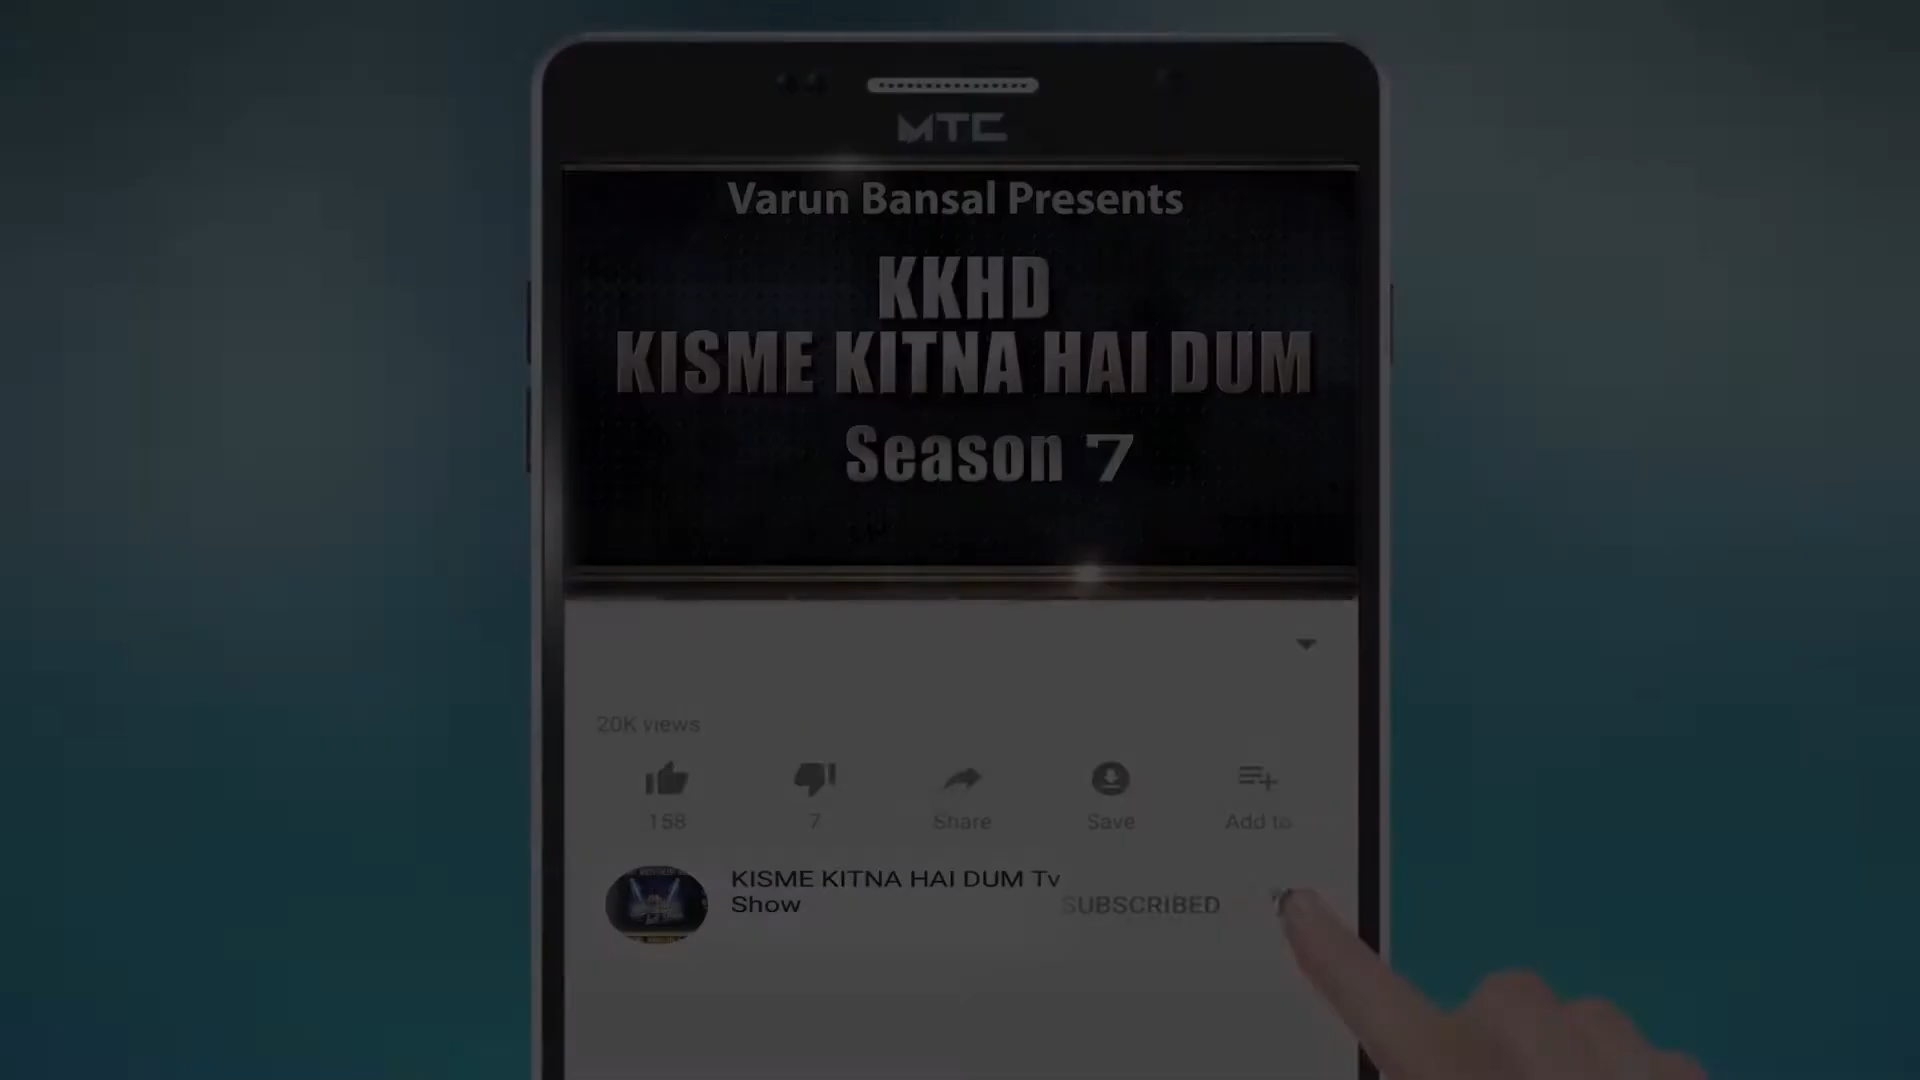 MTC
Varun Bansal Presents
KKHD
KISME KITNA HAI DUM
Season 7
20K views
158
7
Share
Save
Add to
KISME KITNA HAI DUM Tv
Show
SUBSCRIBED